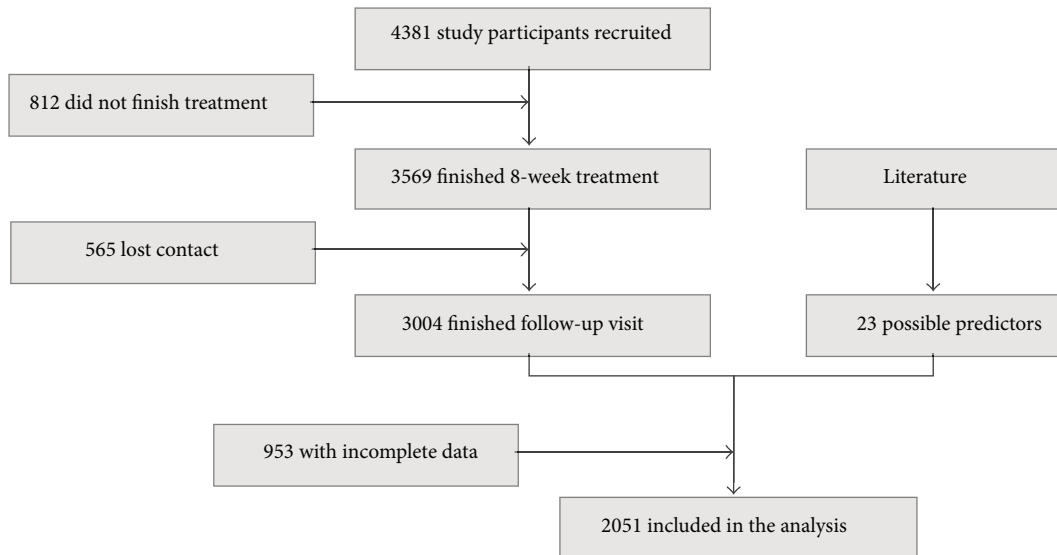 4381 study participants recruited
812 did not finish treatment
3569 finished 8-week treatment
Literature
565 lost contact
3004 finished follow-up visit
23 possible predictors
953 with incomplete data
2051 included in the analysis